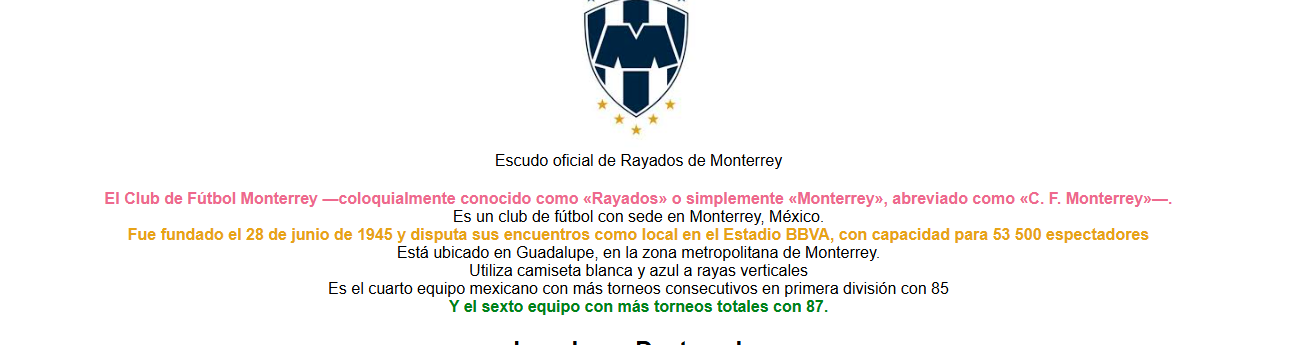 Escudo oficial de Rayados de Monterrey
El Club de Fútbol Monterrey —coloquialmente conocido como «Rayados» o simplemente «Monterrey», abreviado como «C. F. Monterrey»—.
Es un club de fútbol con sede en Monterrey, México.
Fue fundado el 28 de junio de 1945 y disputa sus encuentros como local en el Estadio BBVA, con capacidad para 53 500 espectadores
Está ubicado en Guadalupe, en la zona metropolitana de Monterrey.
Utiliza camiseta blanca y azul a rayas verticales
Es el cuarto equipo mexicano con más torneos consecutivos en primera división con 85
Y el sexto equipo con más torneos totales con 87.